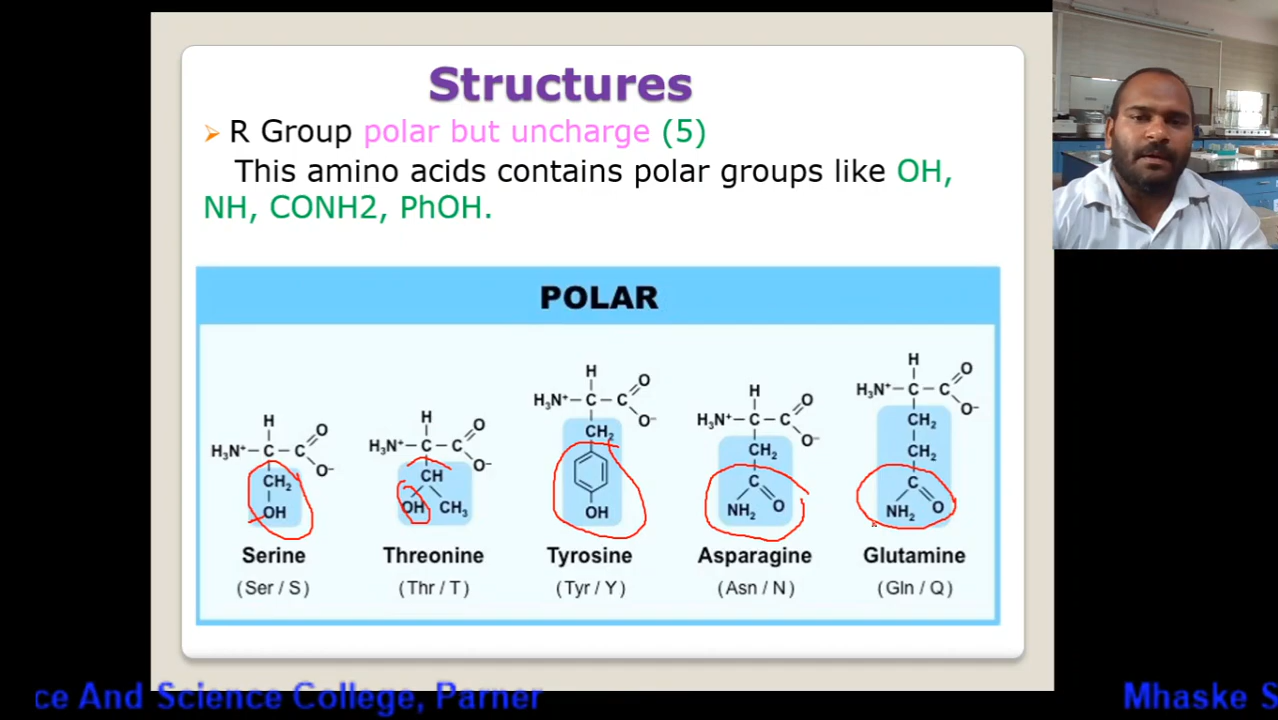 Structures
R Group polar but uncharge (5)
This amino acids contains polar groups like OH,
NH, CONH2, PhOH.
POLAR
H
H₃N⁺ – C – C O
O⁻
CH₂
OH
Serine
(Ser / S)
H
H₃N⁺ – C – C O
O⁻
CH
OH CH₃
Threonine
(Thr / T)
H
H₃N⁺ – C – C O
O⁻
CH₂
OH
Tyrosine
(Tyr / Y)
H
H₃N⁺ – C – C O
O⁻
CH₂
C
NH₂ O
Asparagine
(Asn / N)
H
H₃N⁺ – C – C O
O⁻
CH₂
CH₂
C
NH₂ O
Glutamine
(Gln / Q)
ce And Science College, Parner
Mhaske S